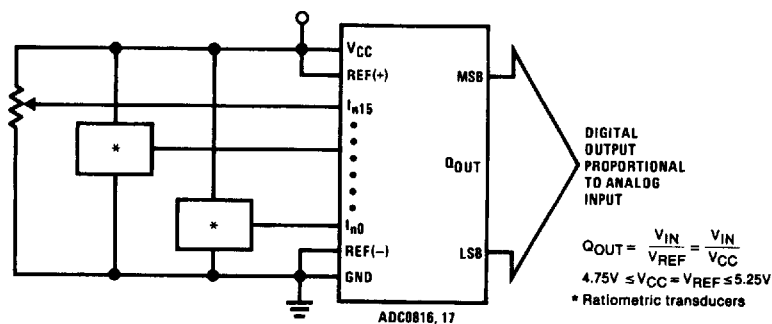 VCC
REF(+)
In15
*
*
In0
REF(−)
GND
MSB
QOUT
LSB
ADC0816, 17
DIGITAL
OUTPUT
PROPORTIONAL
TO ANALOG
INPUT
QOUT = VIN/VREF = VIN/VCC
4.75V ≤ VCC = VREF ≤ 5.25V
* Ratiometric transducers